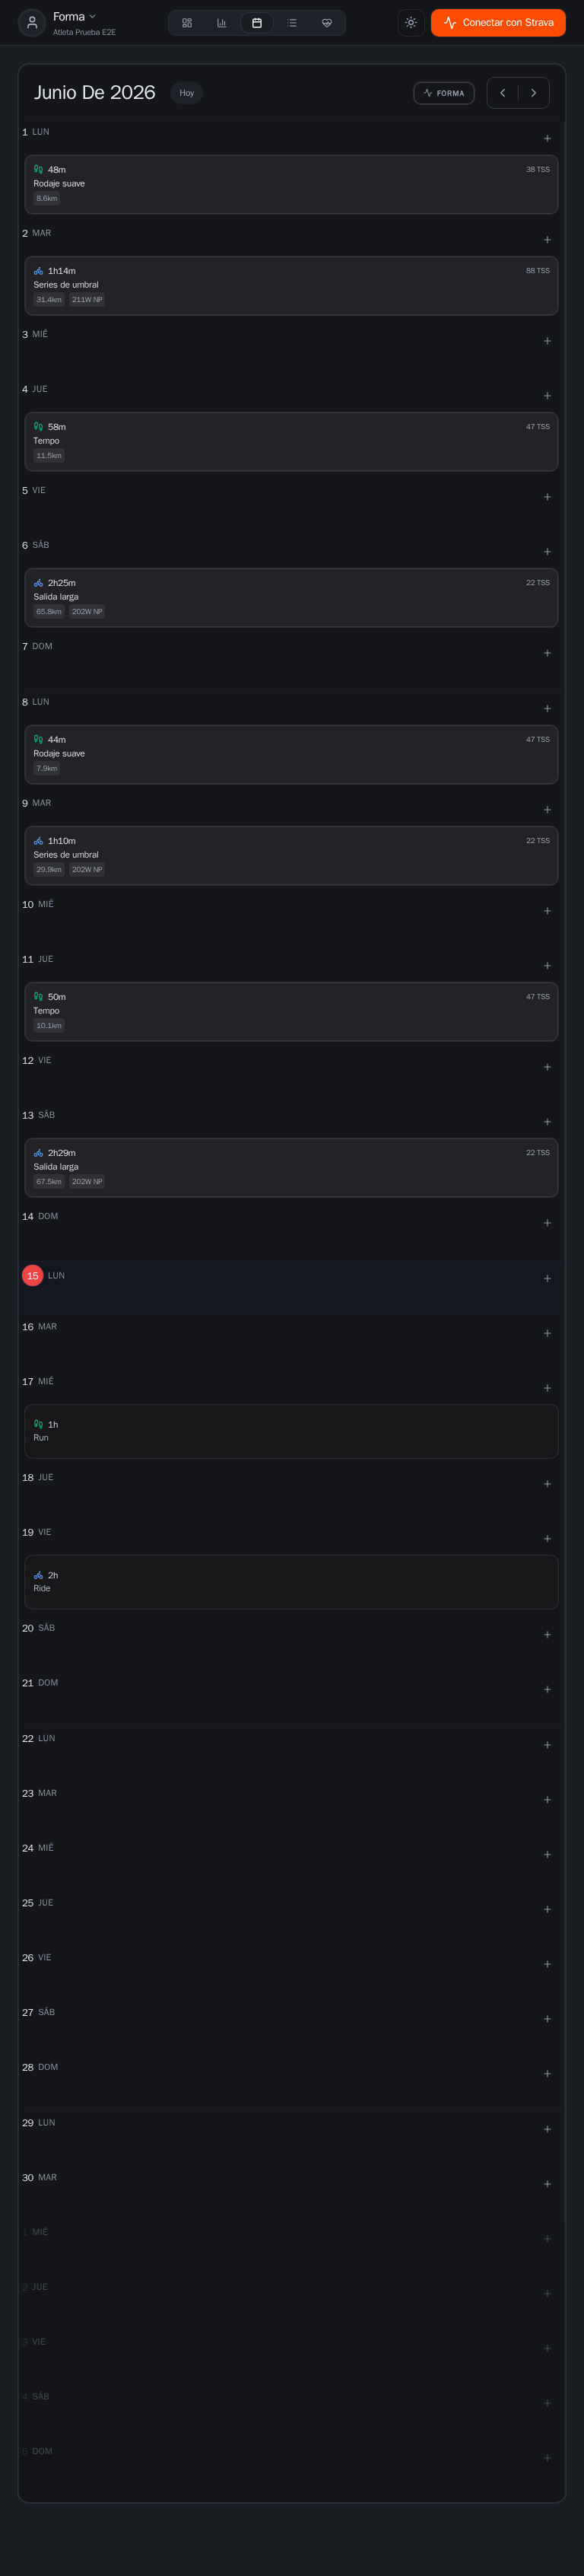 Forma
Atleta Prueba E2E
Conectar con Strava
Junio De 2026
Hoy
FORMA
1 LUN
48m 38 TSS
Rodaje suave
8.6km
2 MAR
1h14m 88 TSS
Series de umbral
31.4km 211W NP
3 MIÉ
4 JUE
58m 47 TSS
Tempo
11.5km
5 VIE
6 SÁB
2h25m 22 TSS
Salida larga
65.8km 202W NP
7 DOM
8 LUN
44m 47 TSS
Rodaje suave
7.9km
9 MAR
1h10m 22 TSS
Series de umbral
29.9km 202W NP
10 MIÉ
11 JUE
50m 47 TSS
Tempo
10.1km
12 VIE
13 SÁB
2h29m 22 TSS
Salida larga
67.5km 202W NP
14 DOM
15 LUN
16 MAR
17 MIÉ
1h
Run
18 JUE
19 VIE
2h
Ride
20 SÁB
21 DOM
22 LUN
23 MAR
24 MIÉ
25 JUE
26 VIE
27 SÁB
28 DOM
29 LUN
30 MAR
1 MIÉ
2 JUE
3 VIE
4 SÁB
5 DOM